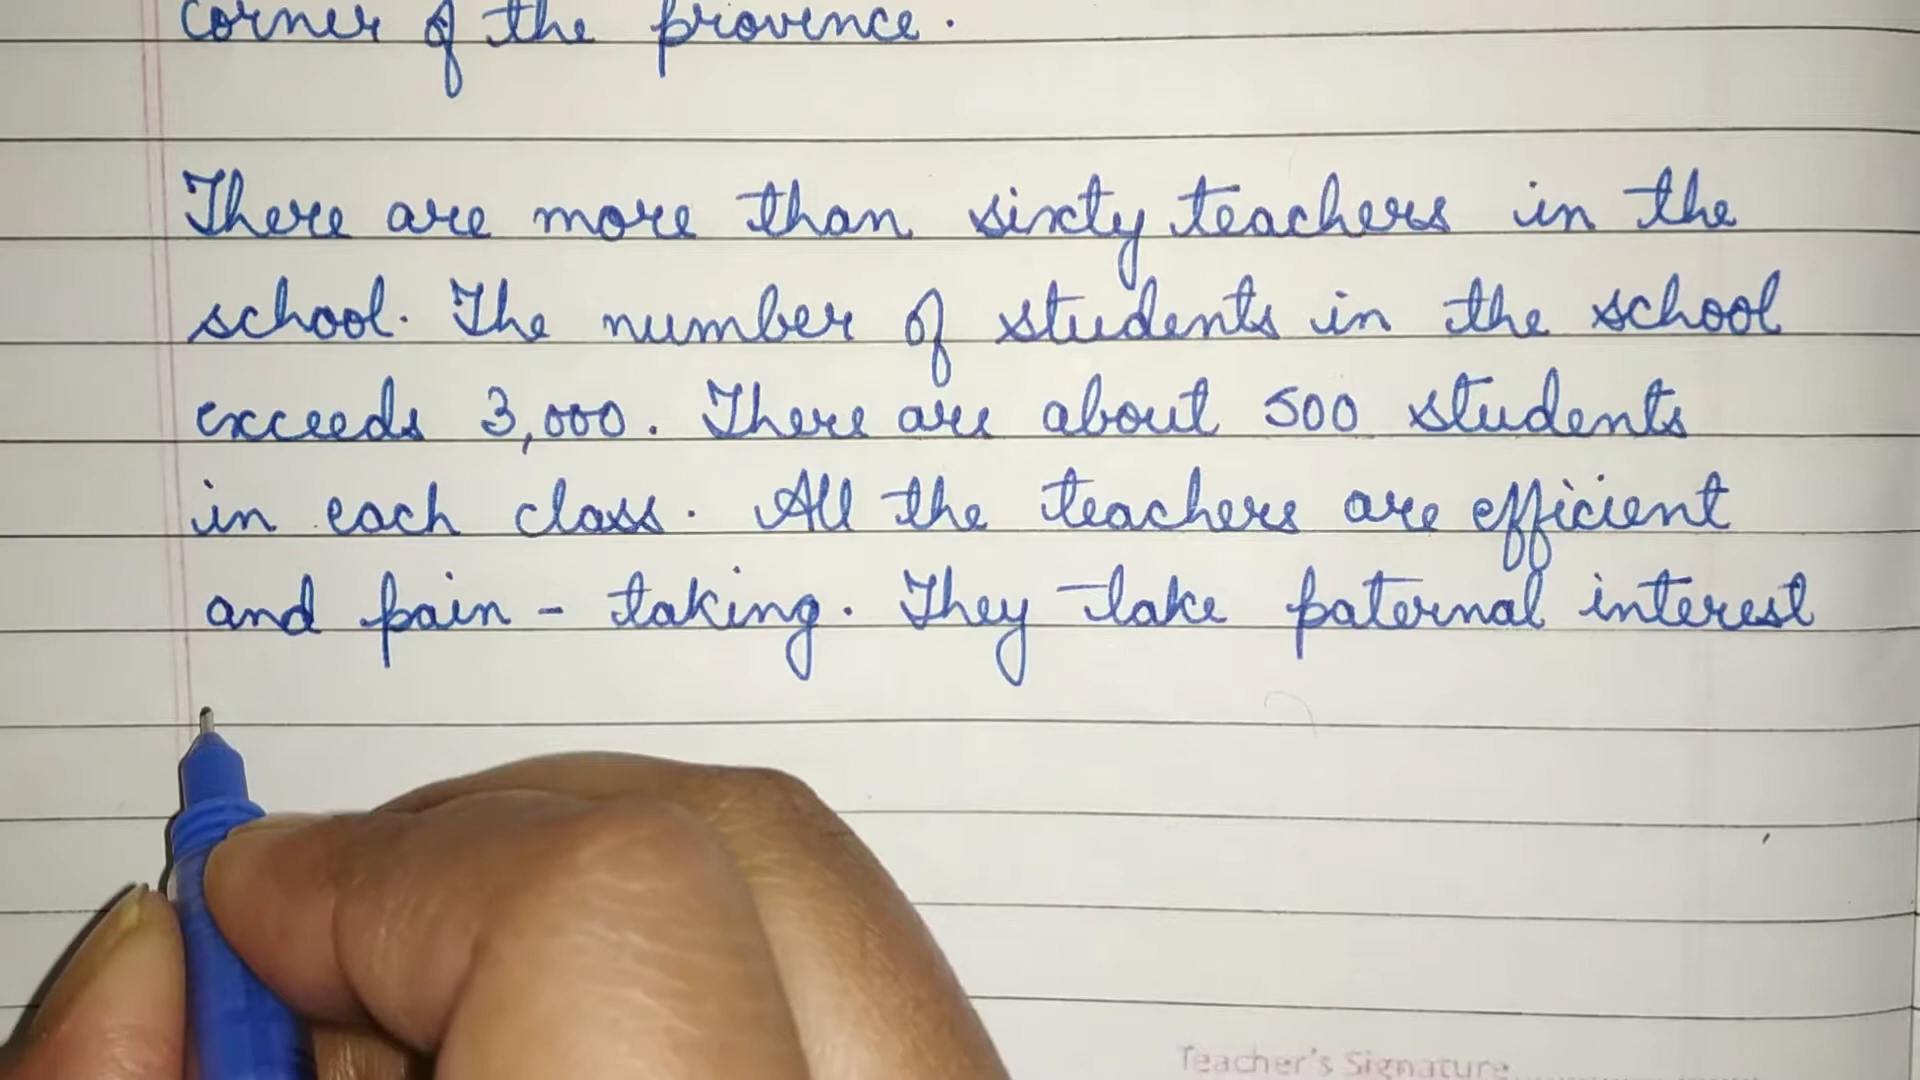 corner of the provence.
There are more than sixty teachers in the
school. The number of students in the school
exceeds 3,000. There are about 500 students
in each class. All the teachers are efficient
and pain - taking. They take paternal interest
Teacher's Signature